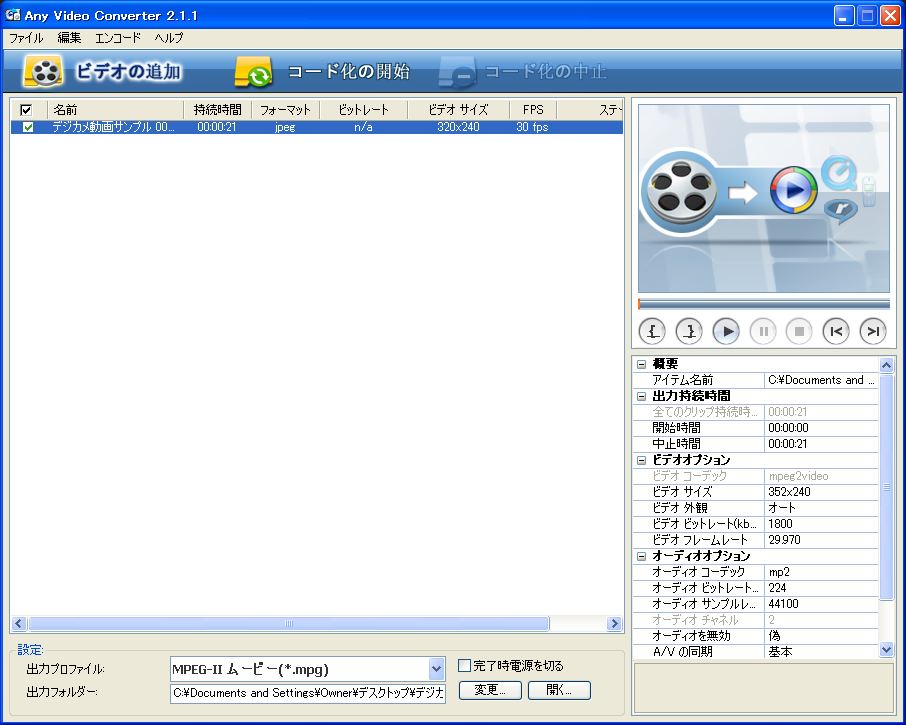 Any Video Converter 2.1.1
ファイル 編集 エンコード ヘルプ
ビデオの追加 コード化の開始 コード化の中止
名前 持続時間 フォーマット ビットレート ビデオ サイズ FPS ステ
デジカメ動画サンプル 00... 00:00:21 jpeg n/a 320x240 30 fps
概要
アイテム名前 C:¥Documents and ...
出力持続時間
全てのクリップ持続時... 00:00:21
開始時間 00:00:00
中止時間 00:00:21
ビデオオプション
ビデオ コーデック mpeg2video
ビデオ サイズ 352x240
ビデオ 外観 オート
ビデオ ビットレート(kb... 1800
ビデオ フレームレート 29.970
オーディオオプション
オーディオ コーデック mp2
オーディオ ビットレート... 224
オーディオ サンプルレ... 44100
オーディオ チャネル 2
オーディオを無効 偽
A/V の同期 基本
設定:
出力プロファイル: MPEG-II ムービー(*.mpg) 完了時電源を切る
出力フォルダー: C:¥Documents and Settings¥Owner¥デスクトップ¥デジカ 変更... 開く...